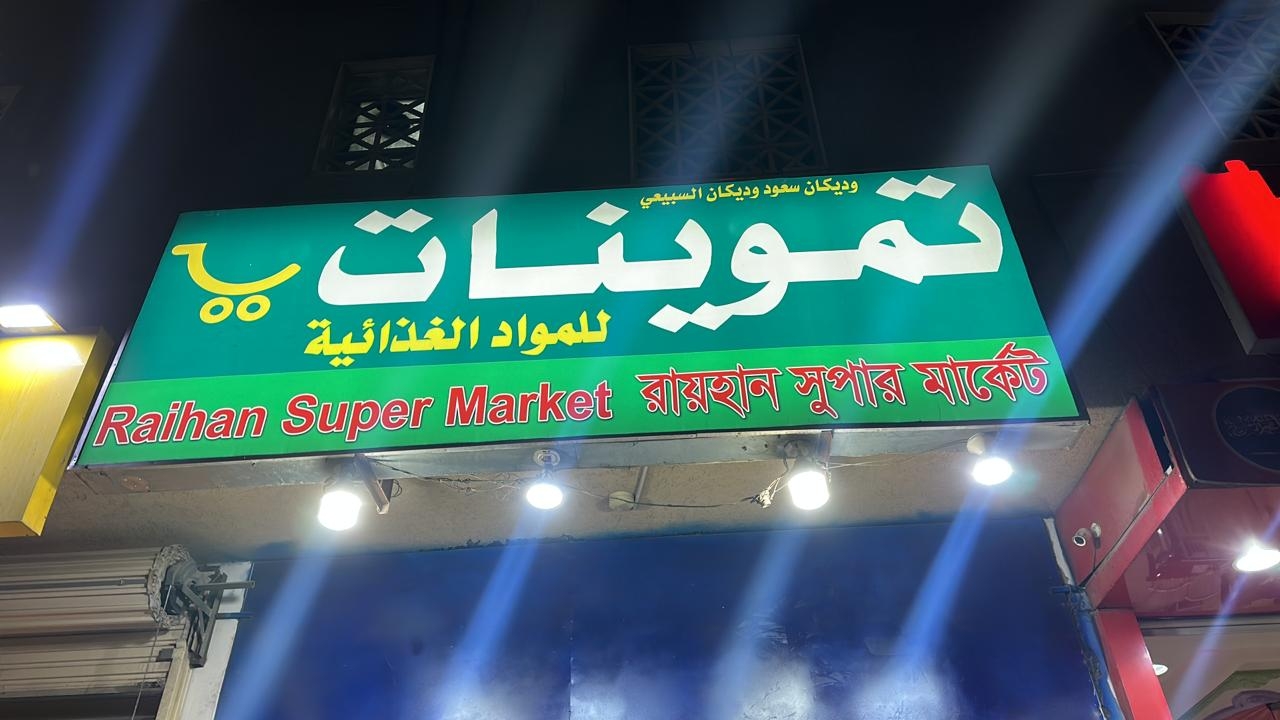 وديكان سعود وديكان السبيعي
تموينات
للمواد الغذائية
Raihan Super Market রায়হান সুপার মার্কেট